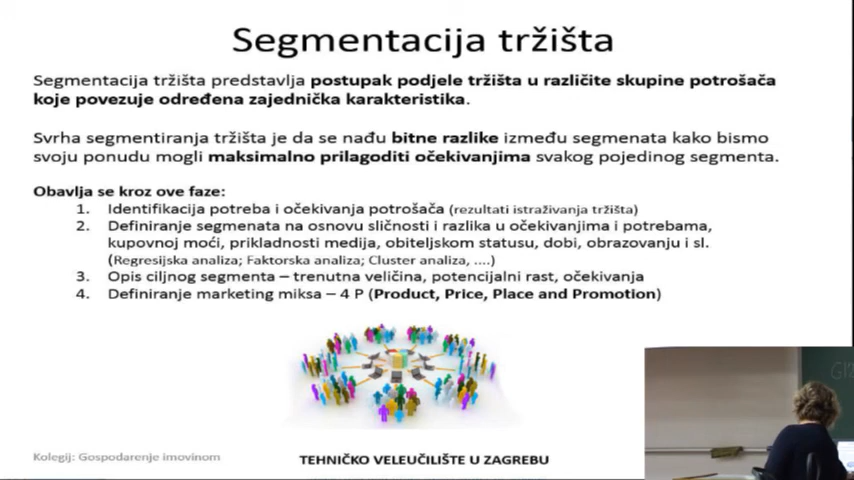 Segmentacija tržišta
Segmentacija tržišta predstavlja postupak podjele tržišta u različite skupine potrošača
koje povezuje određena zajednička karakteristika.
Svrha segmentiranja tržišta je da se nađu bitne razlike između segmenata kako bismo
svoju ponudu mogli maksimalno prilagoditi očekivanjima svakog pojedinog segmenta.
Obavlja se kroz ove faze:
1. Identifikacija potreba i očekivanja potrošača (rezultati istraživanja tržišta)
2. Definiranje segmenata na osnovu sličnosti i razlika u očekivanjima i potrebama,
kupovnoj moći, prikladnosti medija, obiteljskom statusu, dobi, obrazovanju i sl.
(Regresijska analiza; Faktorska analiza; Cluster analiza, ....)
3. Opis ciljnog segmenta – trenutna veličina, potencijalni rast, očekivanja
4. Definiranje marketing miksa – 4 P (Product, Price, Place and Promotion)
Kolegij: Gospodarenje imovinom
TEHNIČKO VELEUČILIŠTE U ZAGREBU